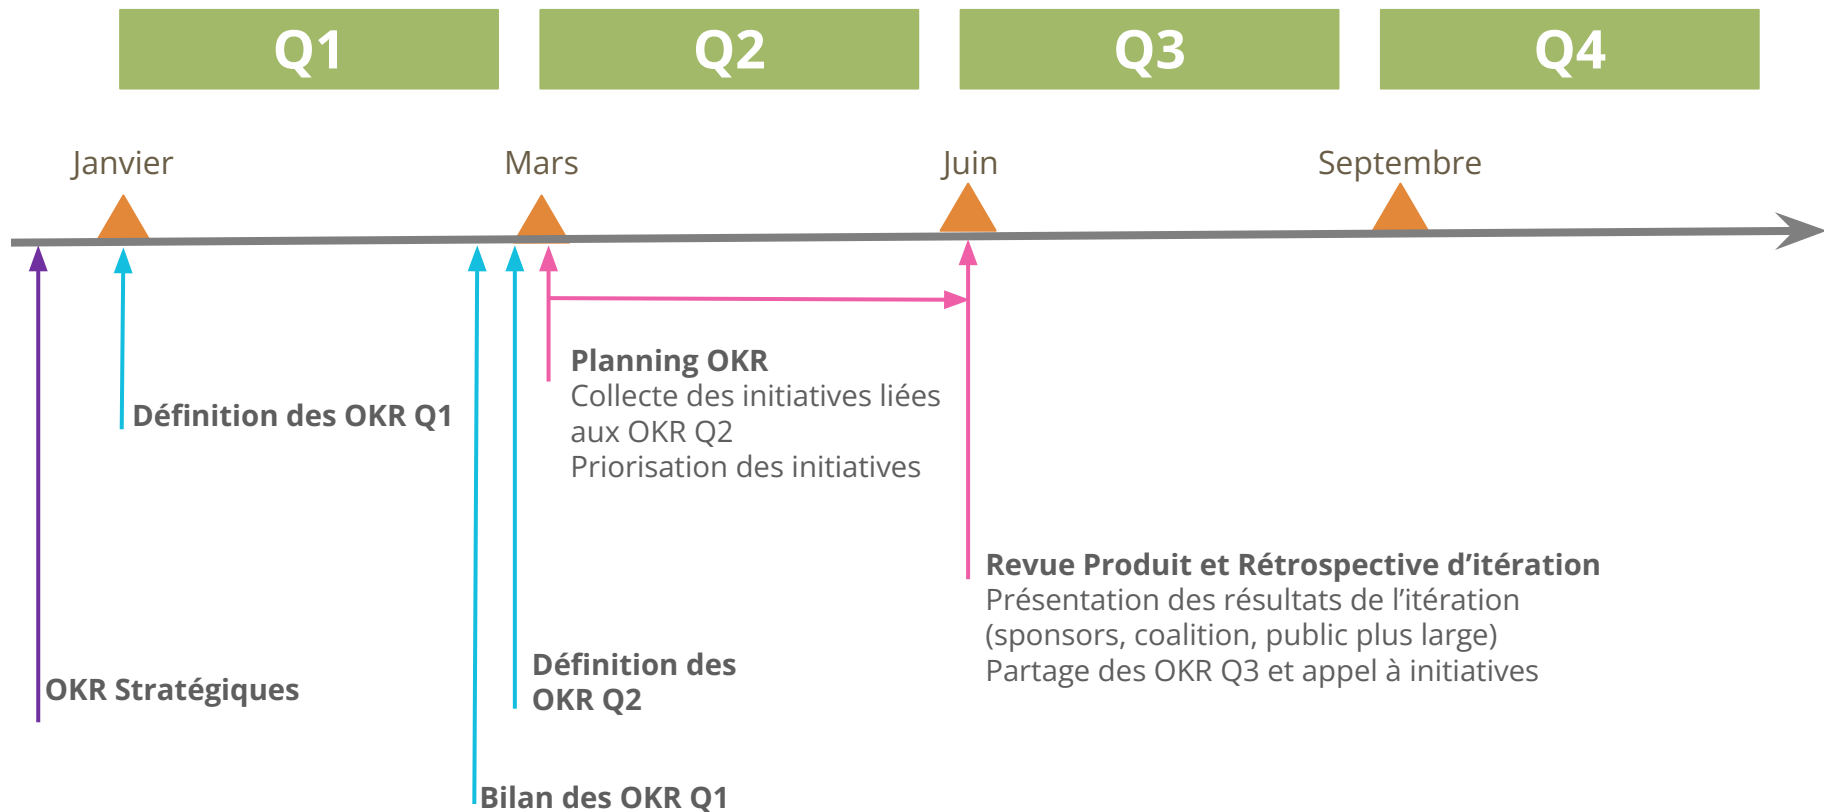 Q1
Q2
Q3
Q4
Janvier
Mars
Juin
Septembre
Planning OKR
Collecte des initiatives liées
aux OKR Q2
Priorisation des initiatives
Définition des OKR Q1
Revue Produit et Rétrospective d’itération
Présentation des résultats de l’itération
(sponsors, coalition, public plus large)
Partage des OKR Q3 et appel à initiatives
Définition des
OKR Q2
OKR Stratégiques
Bilan des OKR Q1